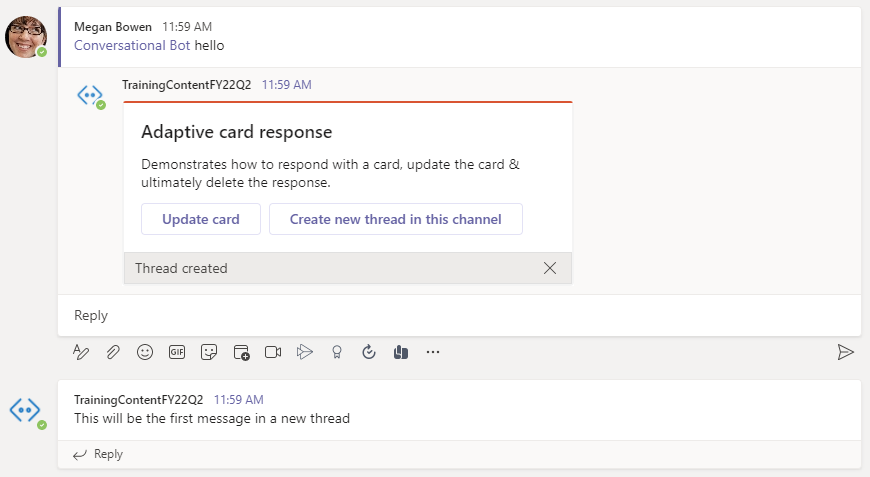 Megan Bowen 11:59 AM
Conversational Bot hello
TrainingContentFY22Q2 11:59 AM
Adaptive card response
Demonstrates how to respond with a card, update the card &
ultimately delete the response.
Update card Create new thread in this channel
Thread created
Reply
GIF
TrainingContentFY22Q2 11:59 AM
This will be the first message in a new thread
Reply